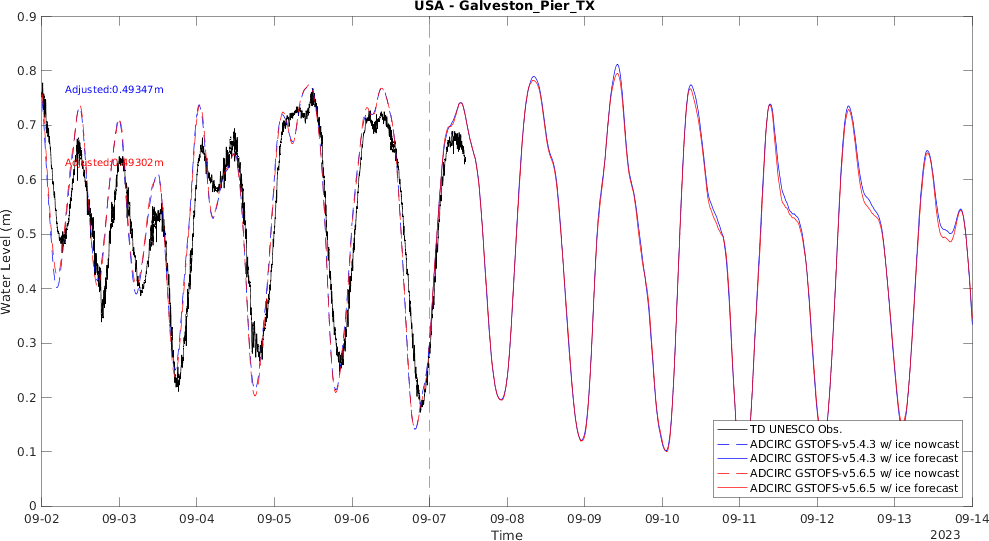 USA - Galveston_Pier_TX
0.9
0.8
0.7
0.6
0.5
0.4
0.3
0.2
0.1
0
Water Level (m)
Adjusted:0.49347m
Adjusted:0.49302m
TD UNESCO Obs.
ADCIRC GSTOFS-v5.4.3 w/ ice nowcast
ADCIRC GSTOFS-v5.4.3 w/ ice forecast
ADCIRC GSTOFS-v5.6.5 w/ ice nowcast
ADCIRC GSTOFS-v5.6.5 w/ ice forecast
09-02 09-03 09-04 09-05 09-06 09-07 09-08 09-09 09-10 09-11 09-12 09-13 09-14
Time
2023